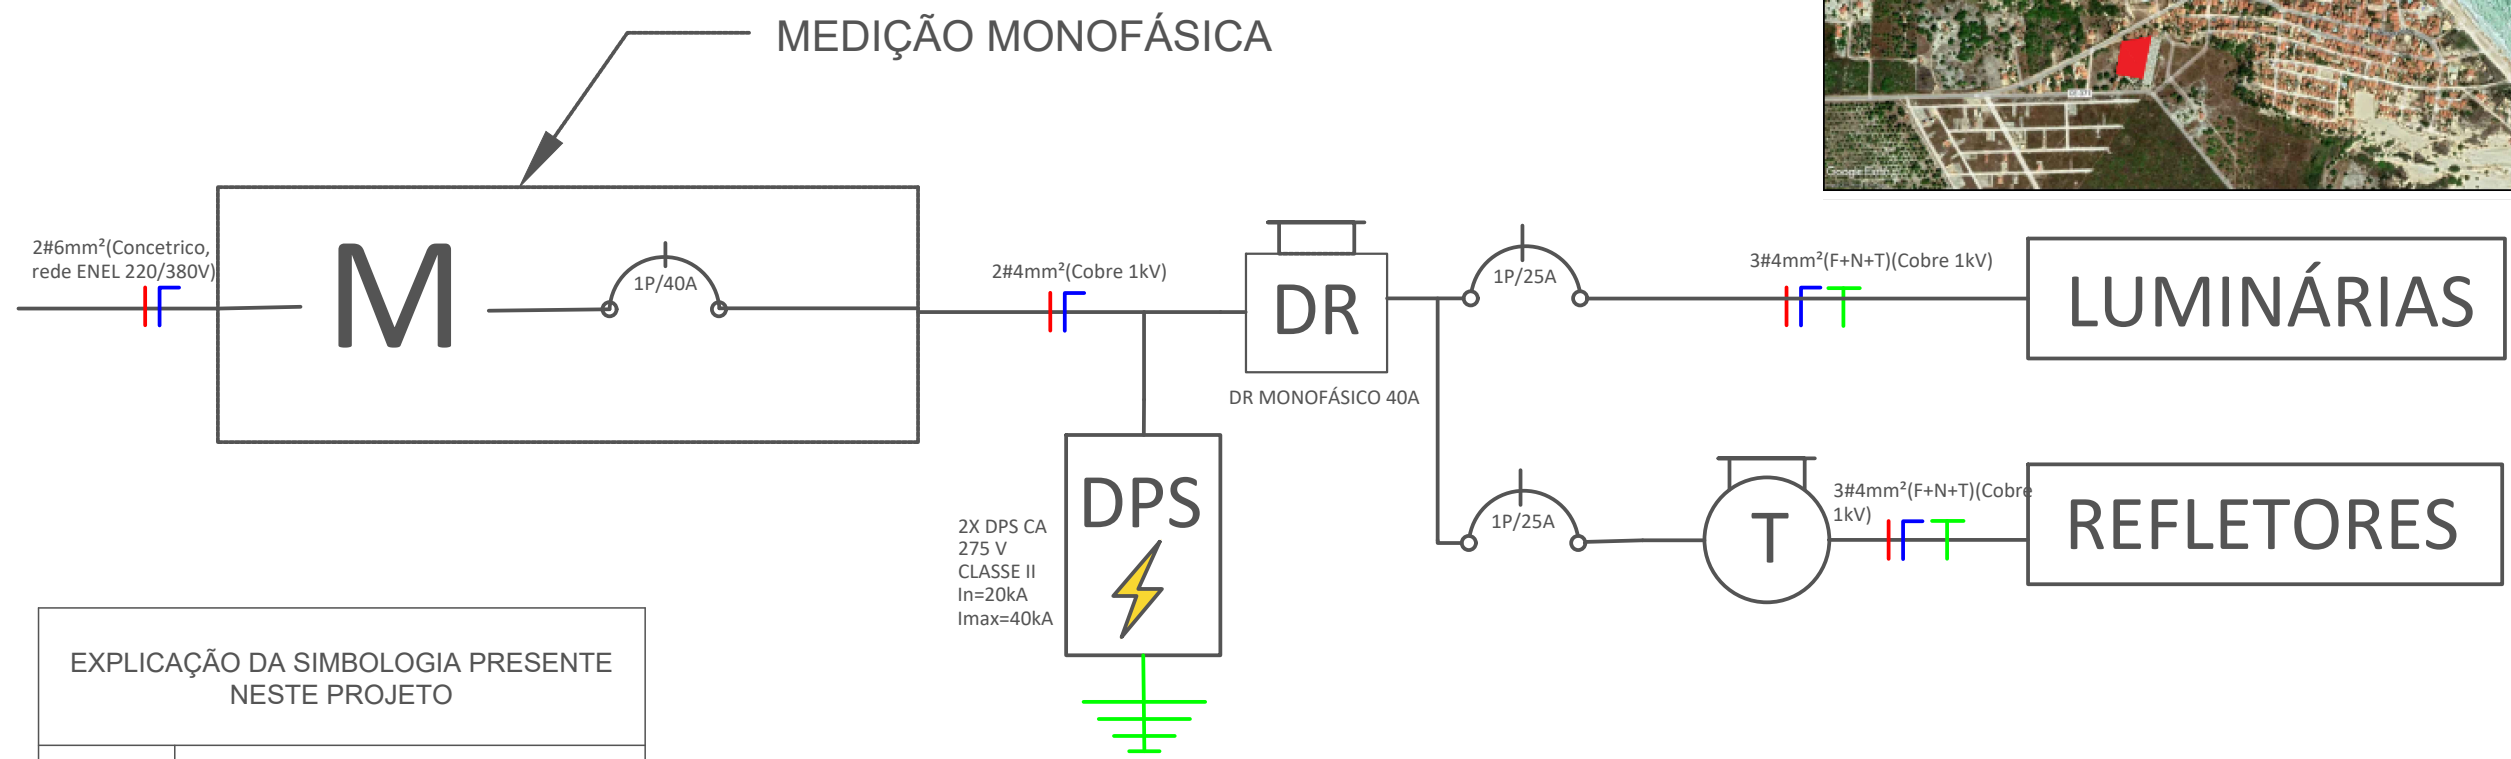 MEDIÇÃO MONOFÁSICA
2#6mm²(Concetrico,
rede ENEL 220/380V)
M
1P/40A
2#4mm²(Cobre 1kV)
DR
DR MONOFÁSICO 40A
1P/25A
3#4mm²(F+N+T)(Cobre 1kV)
LUMINÁRIAS
DPS
2X DPS CA
275 V
CLASSE II
In=20kA
Imax=40kA
1P/25A
T
3#4mm²(F+N+T)(Cobre
1kV)
REFLETORES
EXPLICAÇÃO DA SIMBOLOGIA PRESENTE
NESTE PROJETO
Google Earth